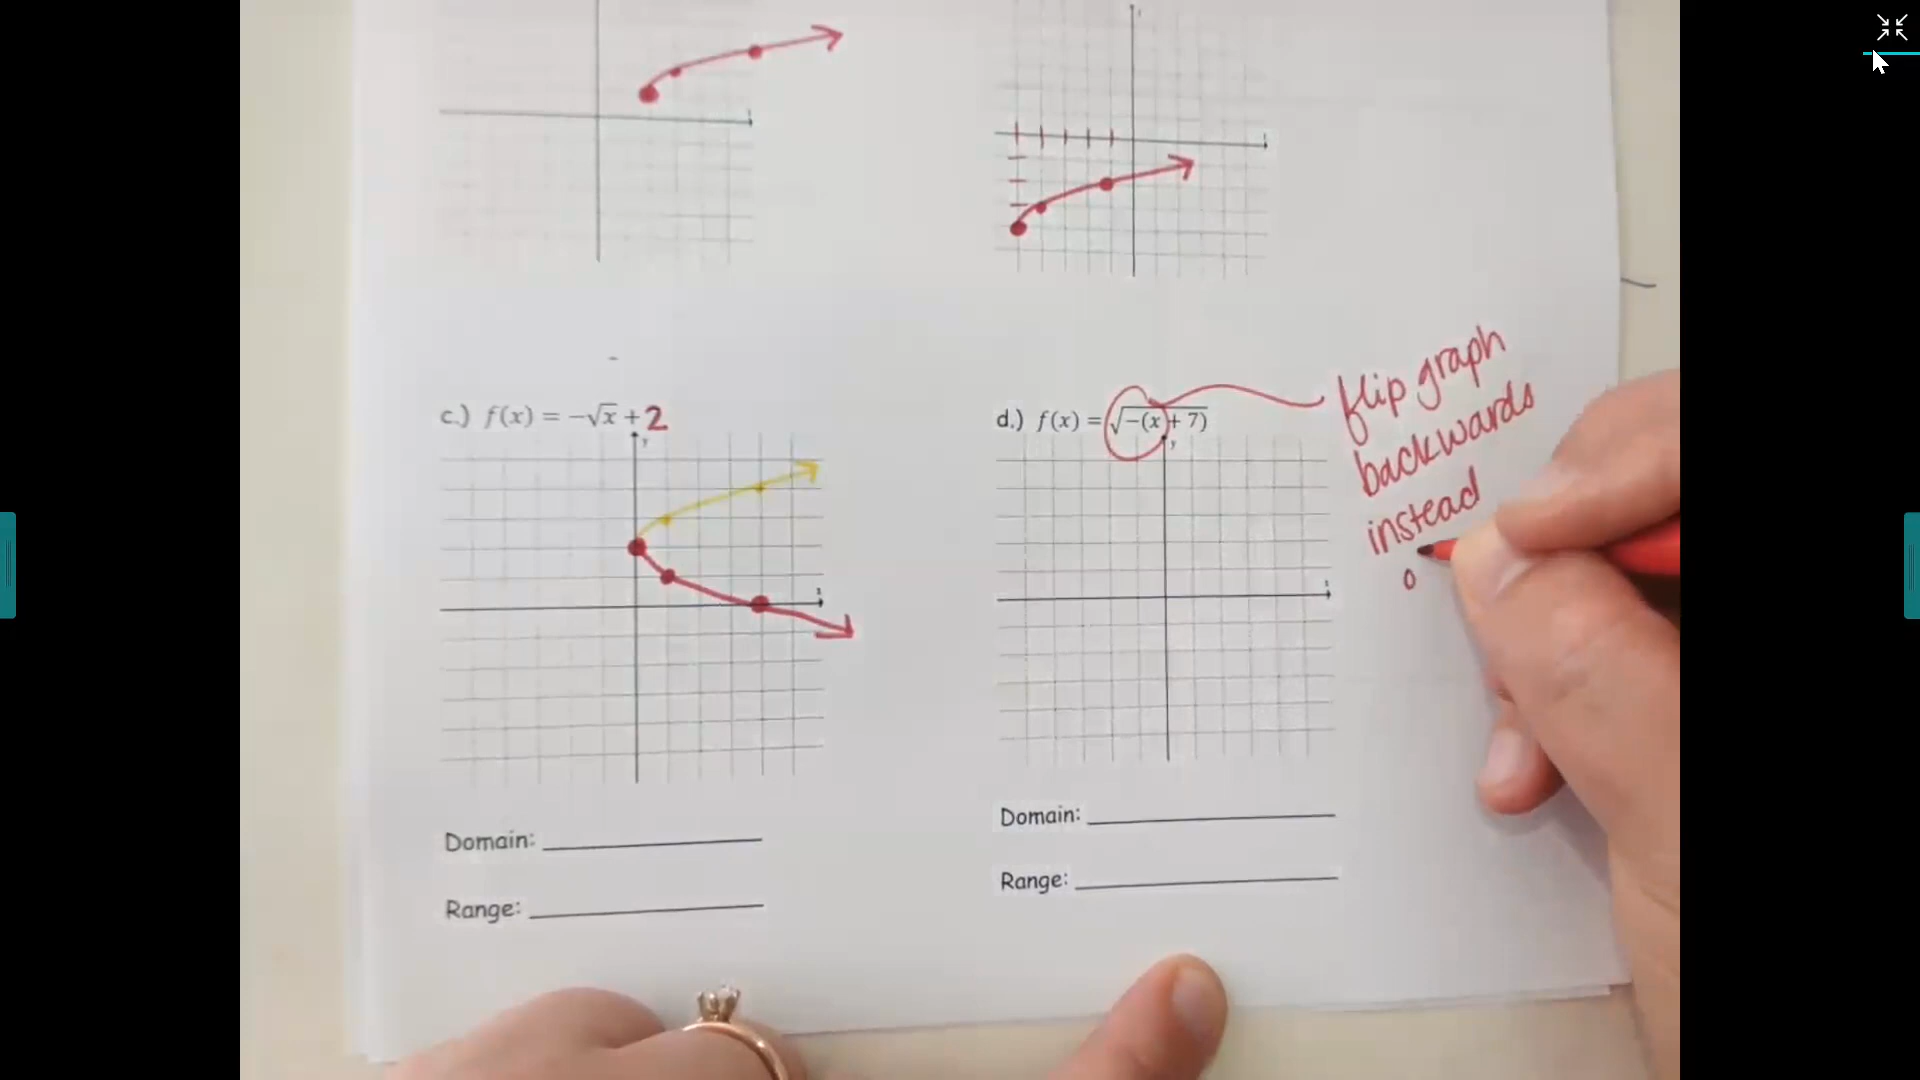 c.) f(x) = −√x + 2
d.) f(x) = √−(x + 7)
flip graph
backwards
instead
o
y
y
x
x
Domain:
Range:
Domain:
Range: